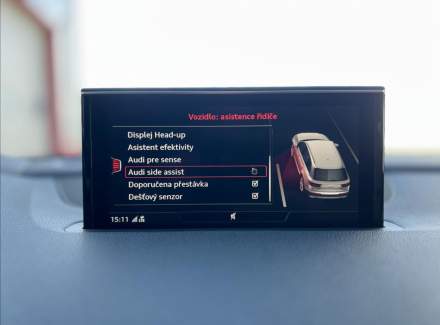 Vozidlo: asistence řidiče
Displej Head-up
Asistent efektivity
Audi pre sense
Audi side assist
Doporučena přestávka
Dešťový senzor
15:11